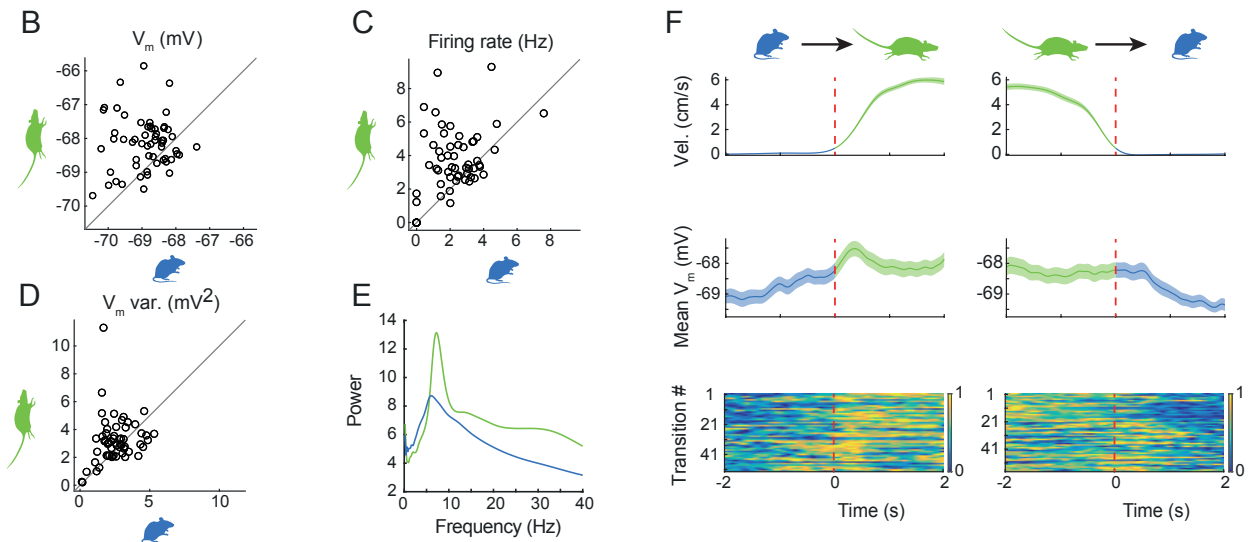 B
V_m (mV)
-66
-67
-68
-69
-70
-70 -69 -68 -67 -66
C
Firing rate (Hz)
10
8
6
4
2
0
0 2 4 6 8
D
V_m var. (mV²)
10
8
6
4
2
0
0 5 10
E
Power
14
12
10
8
6
4
2
0 10 20 30 40
Frequency (Hz)
F
Vel. (cm/s)
6
4
2
0
6
4
2
0
Mean V_m (mV)
-68
-69
-68
-69
Transition #
1
21
41
1
0
-2 0 2
Time (s)
1
21
41
1
0
-2 0 2
Time (s)